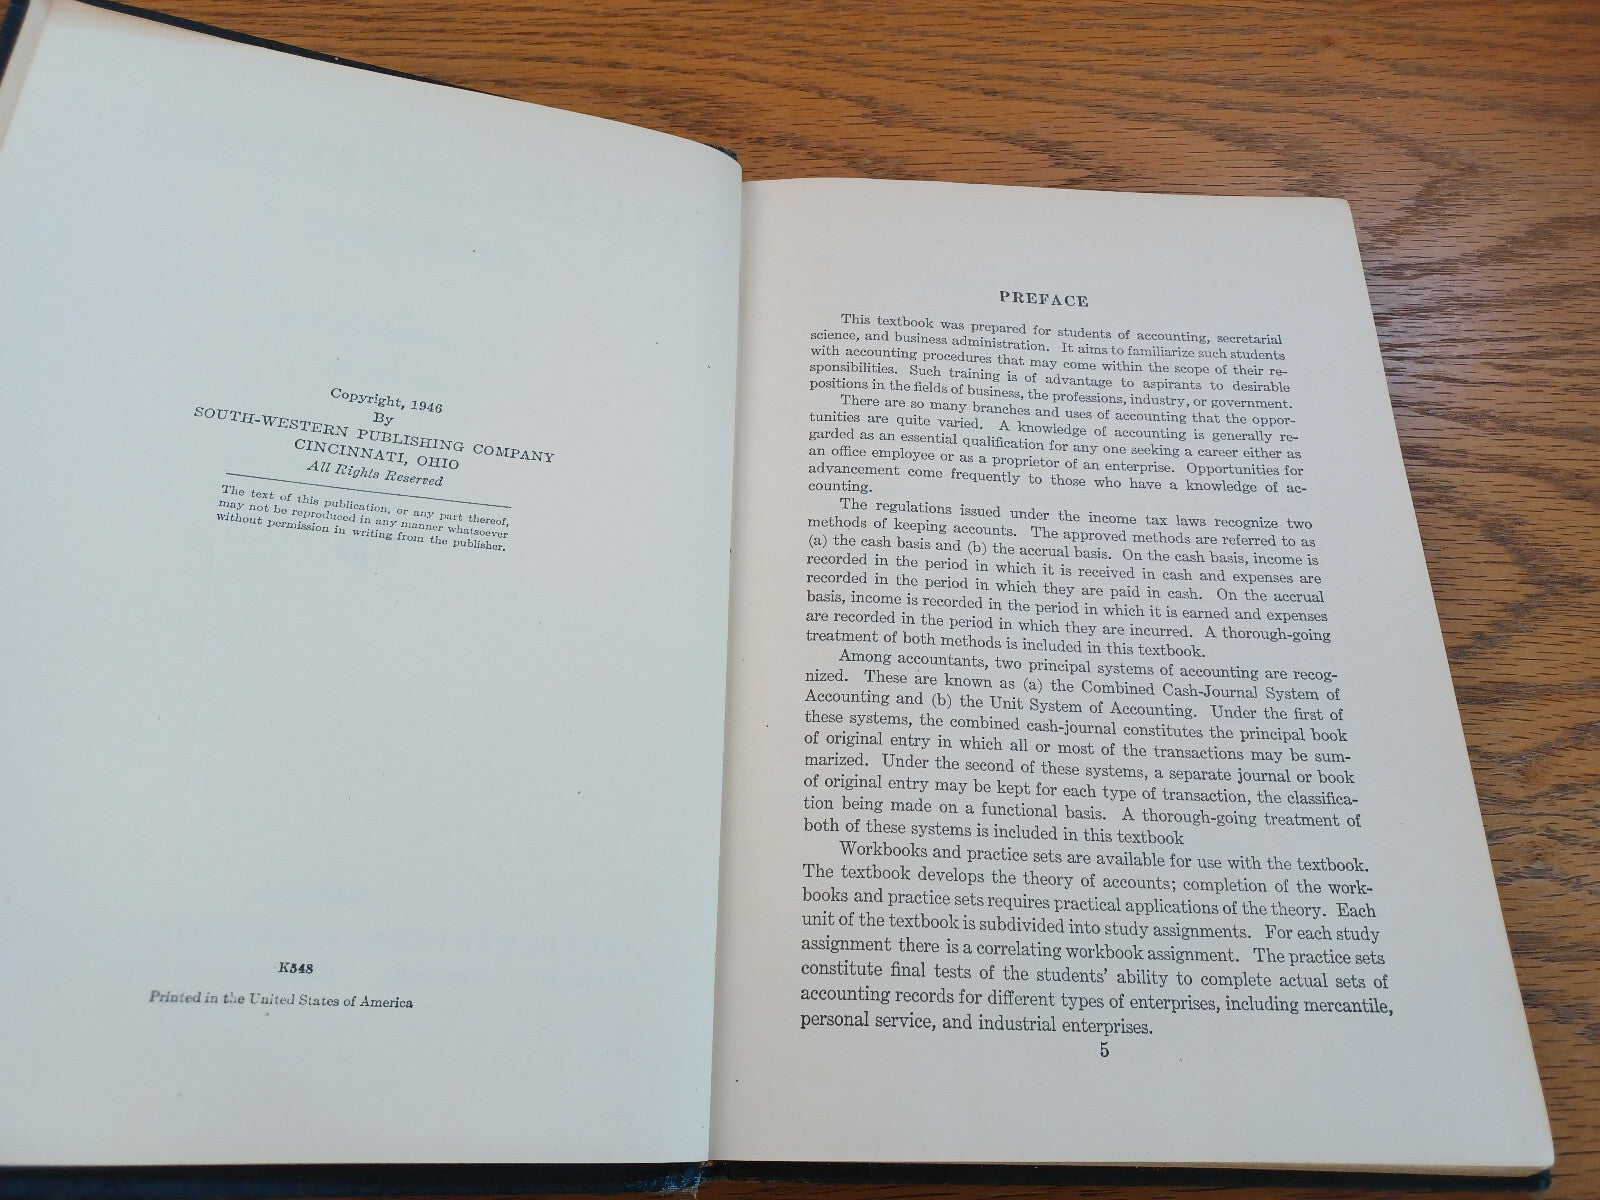 Copyright, 1946
By
SOUTH-WESTERN PUBLISHING COMPANY
CINCINNATI, OHIO
All Rights Reserved
The text of this publication, or any part thereof,
may not be reproduced in any manner whatsoever
without permission in writing from the publisher.
K548
Printed in the United States of America
PREFACE
This textbook was prepared for students of accounting, secretarial
science, and business administration. It aims to familiarize such students
with accounting procedures that may come within the scope of their re-
sponsibilities. Such training is of advantage to aspirants to desirable
positions in the fields of business, the professions, industry, or government.
There are so many branches and uses of accounting that the oppor-
tunities are quite varied. A knowledge of accounting is generally re-
garded as an essential qualification for any one seeking a career either as
an office employee or as a proprietor of an enterprise. Opportunities for
advancement come frequently to those who have a knowledge of ac-
counting.
The regulations issued under the income tax laws recognize two
methods of keeping accounts. The approved methods are referred to as
(a) the cash basis and (b) the accrual basis. On the cash basis, income is
recorded in the period in which it is received in cash and expenses are
recorded in the period in which they are paid in cash. On the accrual
basis, income is recorded in the period in which it is earned and expenses
are recorded in the period in which they are incurred. A thorough-going
treatment of both methods is included in this textbook.
Among accountants, two principal systems of accounting are recog-
nized. These are known as (a) the Combined Cash-Journal System of
Accounting and (b) the Unit System of Accounting. Under the first of
these systems, the combined cash-journal constitutes the principal book
of original entry in which all or most of the transactions may be sum-
marized. Under the second of these systems, a separate journal or book
of original entry may be kept for each type of transaction, the classifica-
tion being made on a functional basis. A thorough-going treatment of
both of these systems is included in this textbook
Workbooks and practice sets are available for use with the textbook.
The textbook develops the theory of accounts; completion of the work-
books and practice sets requires practical applications of the theory. Each
unit of the textbook is subdivided into study assignments. For each study
assignment there is a correlating workbook assignment. The practice sets
constitute final tests of the students' ability to complete actual sets of
accounting records for different types of enterprises, including mercantile,
personal service, and industrial enterprises.
5